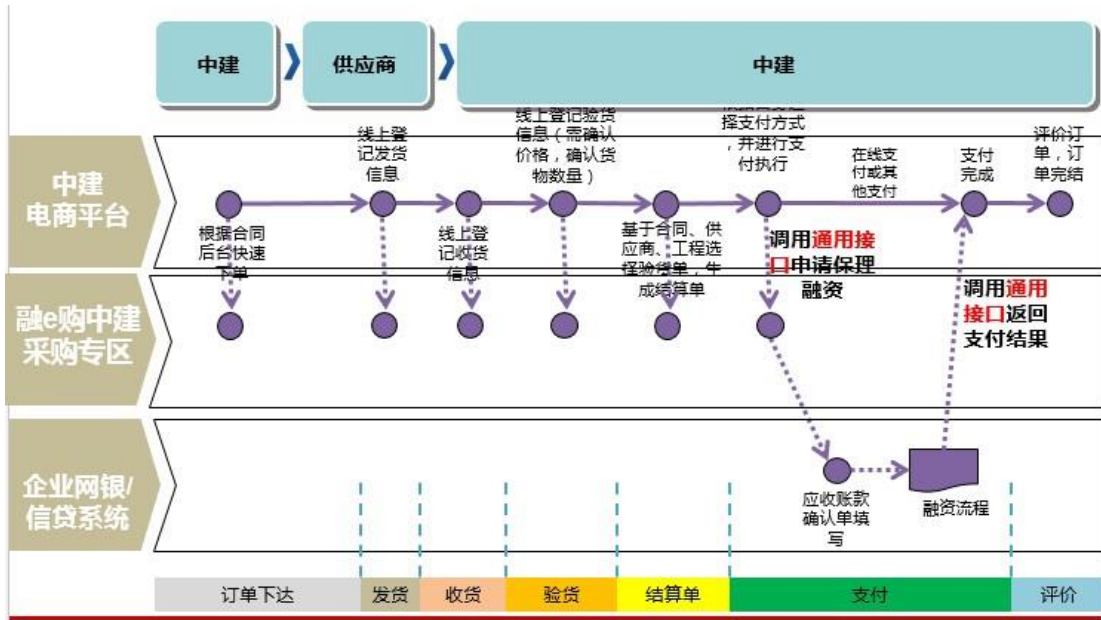 中建
供应商
中建
中建
电商平台
线上登
记发货
信息
线上登记验货
信息（需确认
价格，确认货
物数量）
择支付方式
，并进行支
付执行
在线支
付或其
他支付
支付
完成
评价订
单，订
单完结
根据合同
后台快速
下单
线上登
记收货
信息
基于合同、供
应商、工程选
择验货单，生
成结算单
调用通用接
口申请保理
融资
调用通用
接口返回
支付结果
融e购中建
采购专区
企业网银/
信贷系统
应收账款
确认单填
写
融资流程
订单下达
发货
收货
验货
结算单
支付
评价